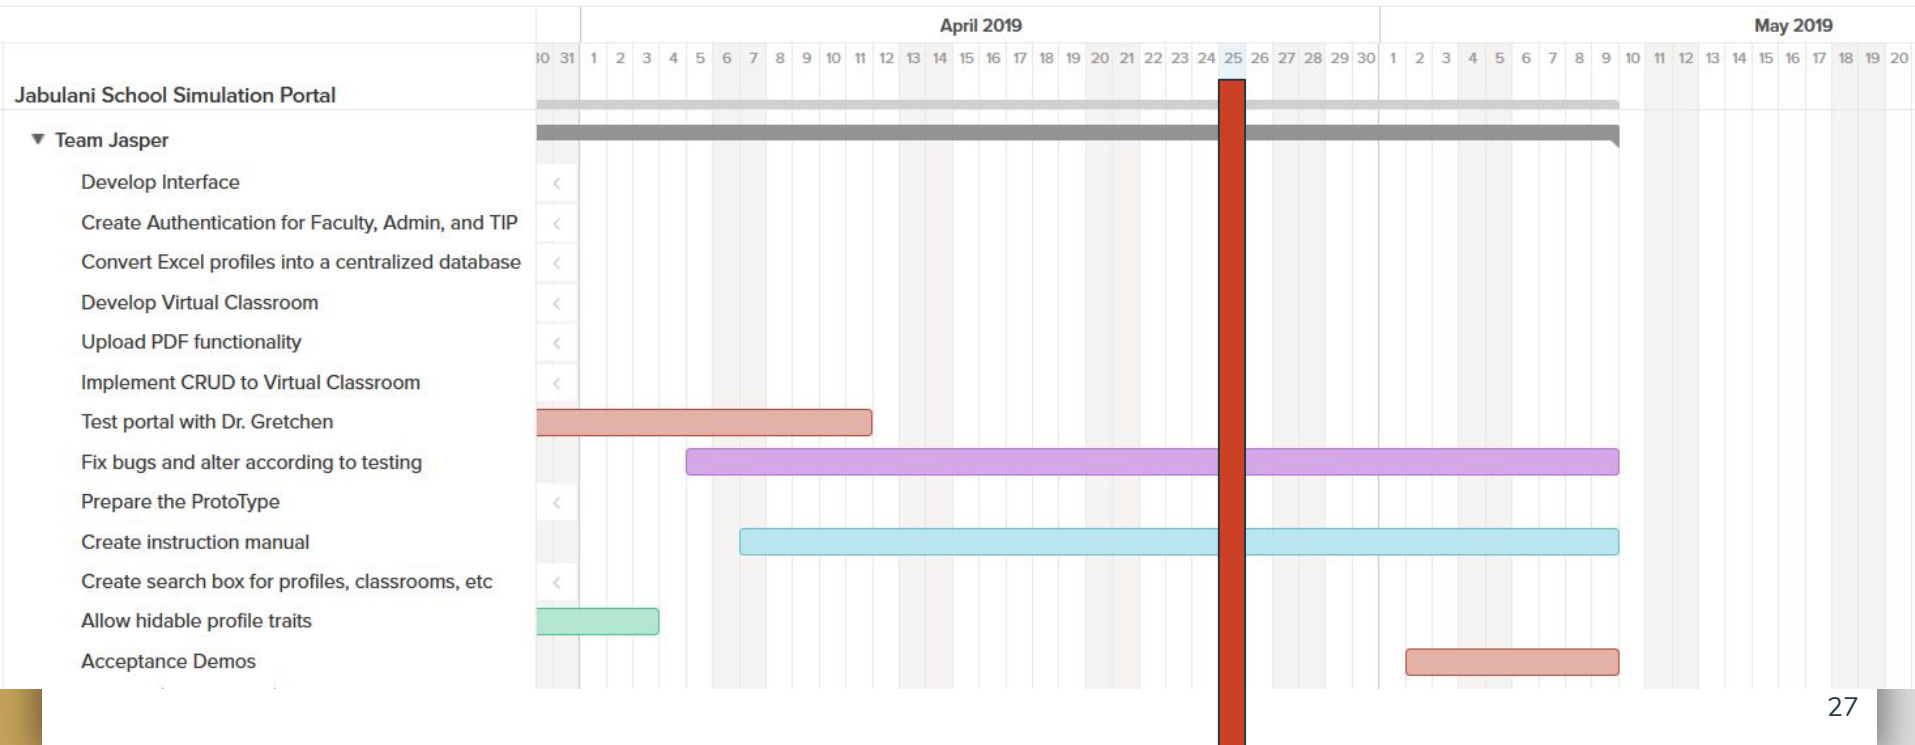 April 2019 May 2019
31 1 2 3 4 5 6 7 8 9 10 11 12 13 14 15 16 17 18 19 20 21 22 23 24 25 26 27 28 29 30 1 2 3 4 5 6 7 8 9 10 11 12 13 14 15 16 17 18 19 20
Jabulani School Simulation Portal
Team Jasper
Develop Interface
Create Authentication for Faculty, Admin, and TIP
Convert Excel profiles into a centralized database
Develop Virtual Classroom
Upload PDF functionality
Implement CRUD to Virtual Classroom
Test portal with Dr. Gretchen
Fix bugs and alter according to testing
Prepare the ProtoType
Create instruction manual
Create search box for profiles, classrooms, etc
Allow hidable profile traits
Acceptance Demos
27